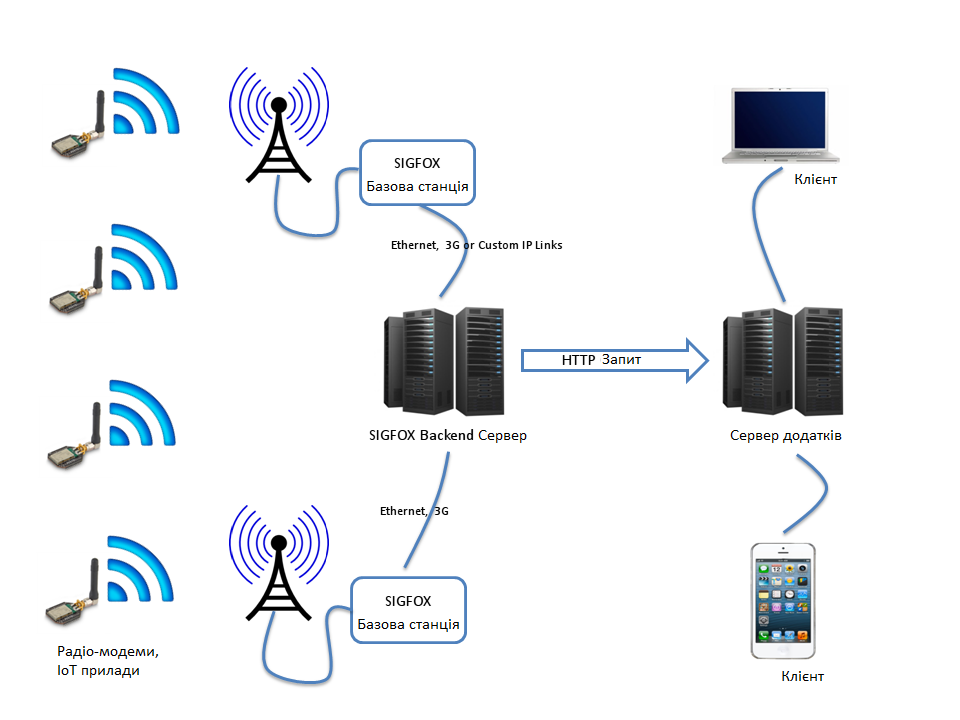 SIGFOX
Базова станція
Клієнт
Ethernet, 3G or Custom IP Links
HTTP Запит
SIGFOX Backend Сервер
Сервер додатків
Ethernet, 3G
SIGFOX
Базова станція
Радіо-модеми,
IoT прилади
Клієнт